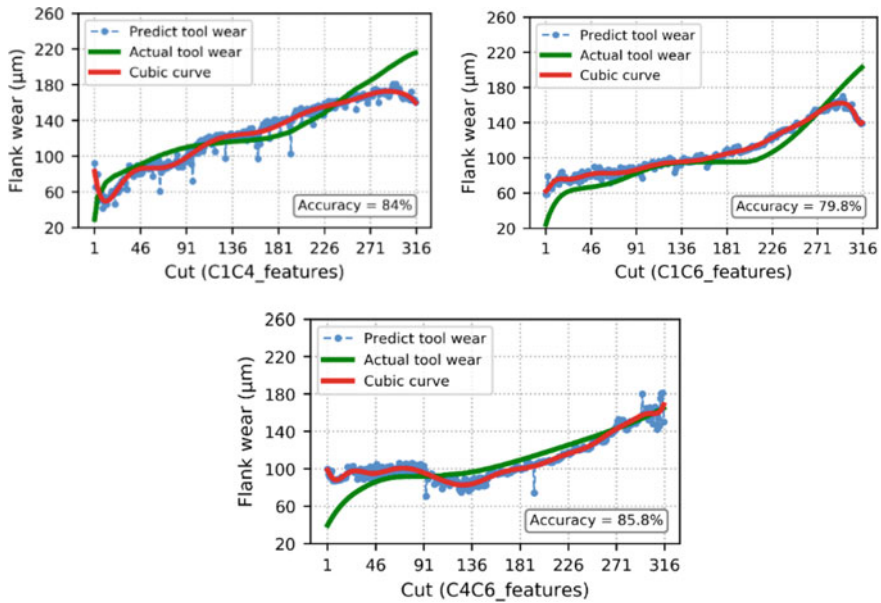 260
220
180
140
100
60
20
Flank wear (μm)
Predict tool wear
Actual tool wear
Cubic curve
Accuracy = 84%
1 46 91 136 181 226 271 316
Cut (C1C4_features)
260
220
180
140
100
60
20
Flank wear (μm)
Predict tool wear
Actual tool wear
Cubic curve
Accuracy = 79.8%
1 46 91 136 181 226 271 316
Cut (C1C6_features)
260
220
180
140
100
60
20
Flank wear (μm)
Predict tool wear
Actual tool wear
Cubic curve
Accuracy = 85.8%
1 46 91 136 181 226 271 316
Cut (C4C6_features)